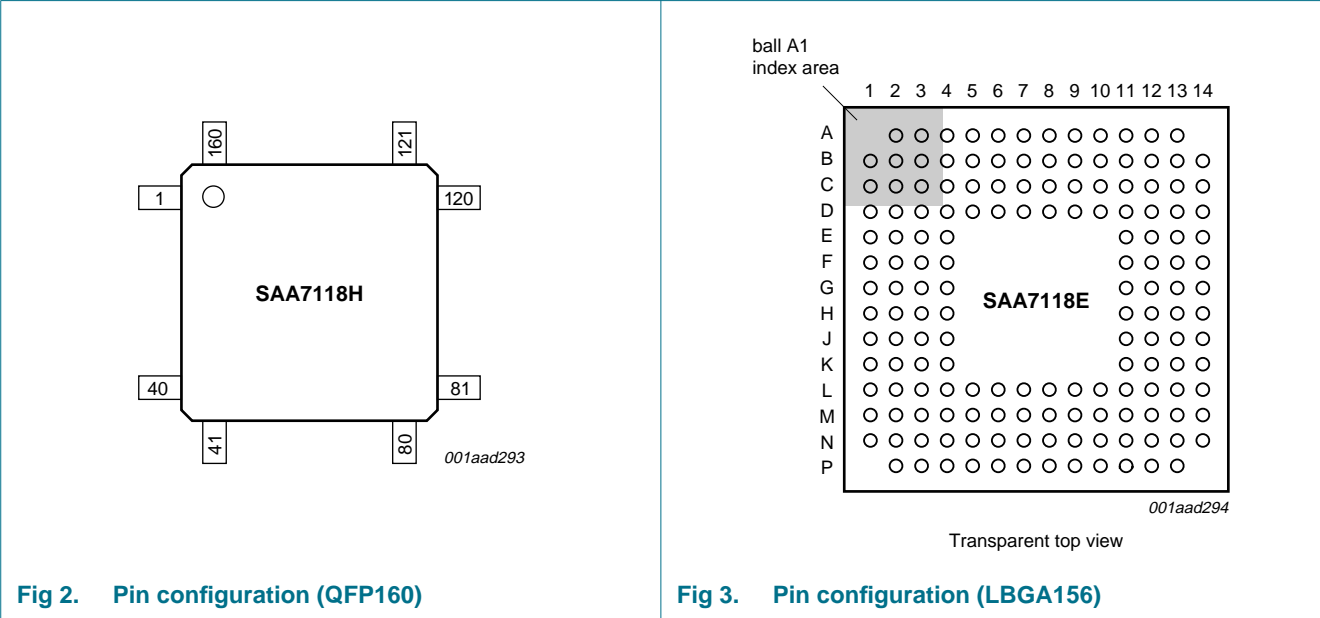 160
121
1
120
SAA7118H
40
81
41
80
001aad293
Fig 2. Pin configuration (QFP160)
ball A1
index area
1 2 3 4 5 6 7 8 9 10 11 12 13 14
A
B
C
D
E
F
G
H
J
K
L
M
N
P
SAA7118E
001aad294
Transparent top view
Fig 3. Pin configuration (LBGA156)